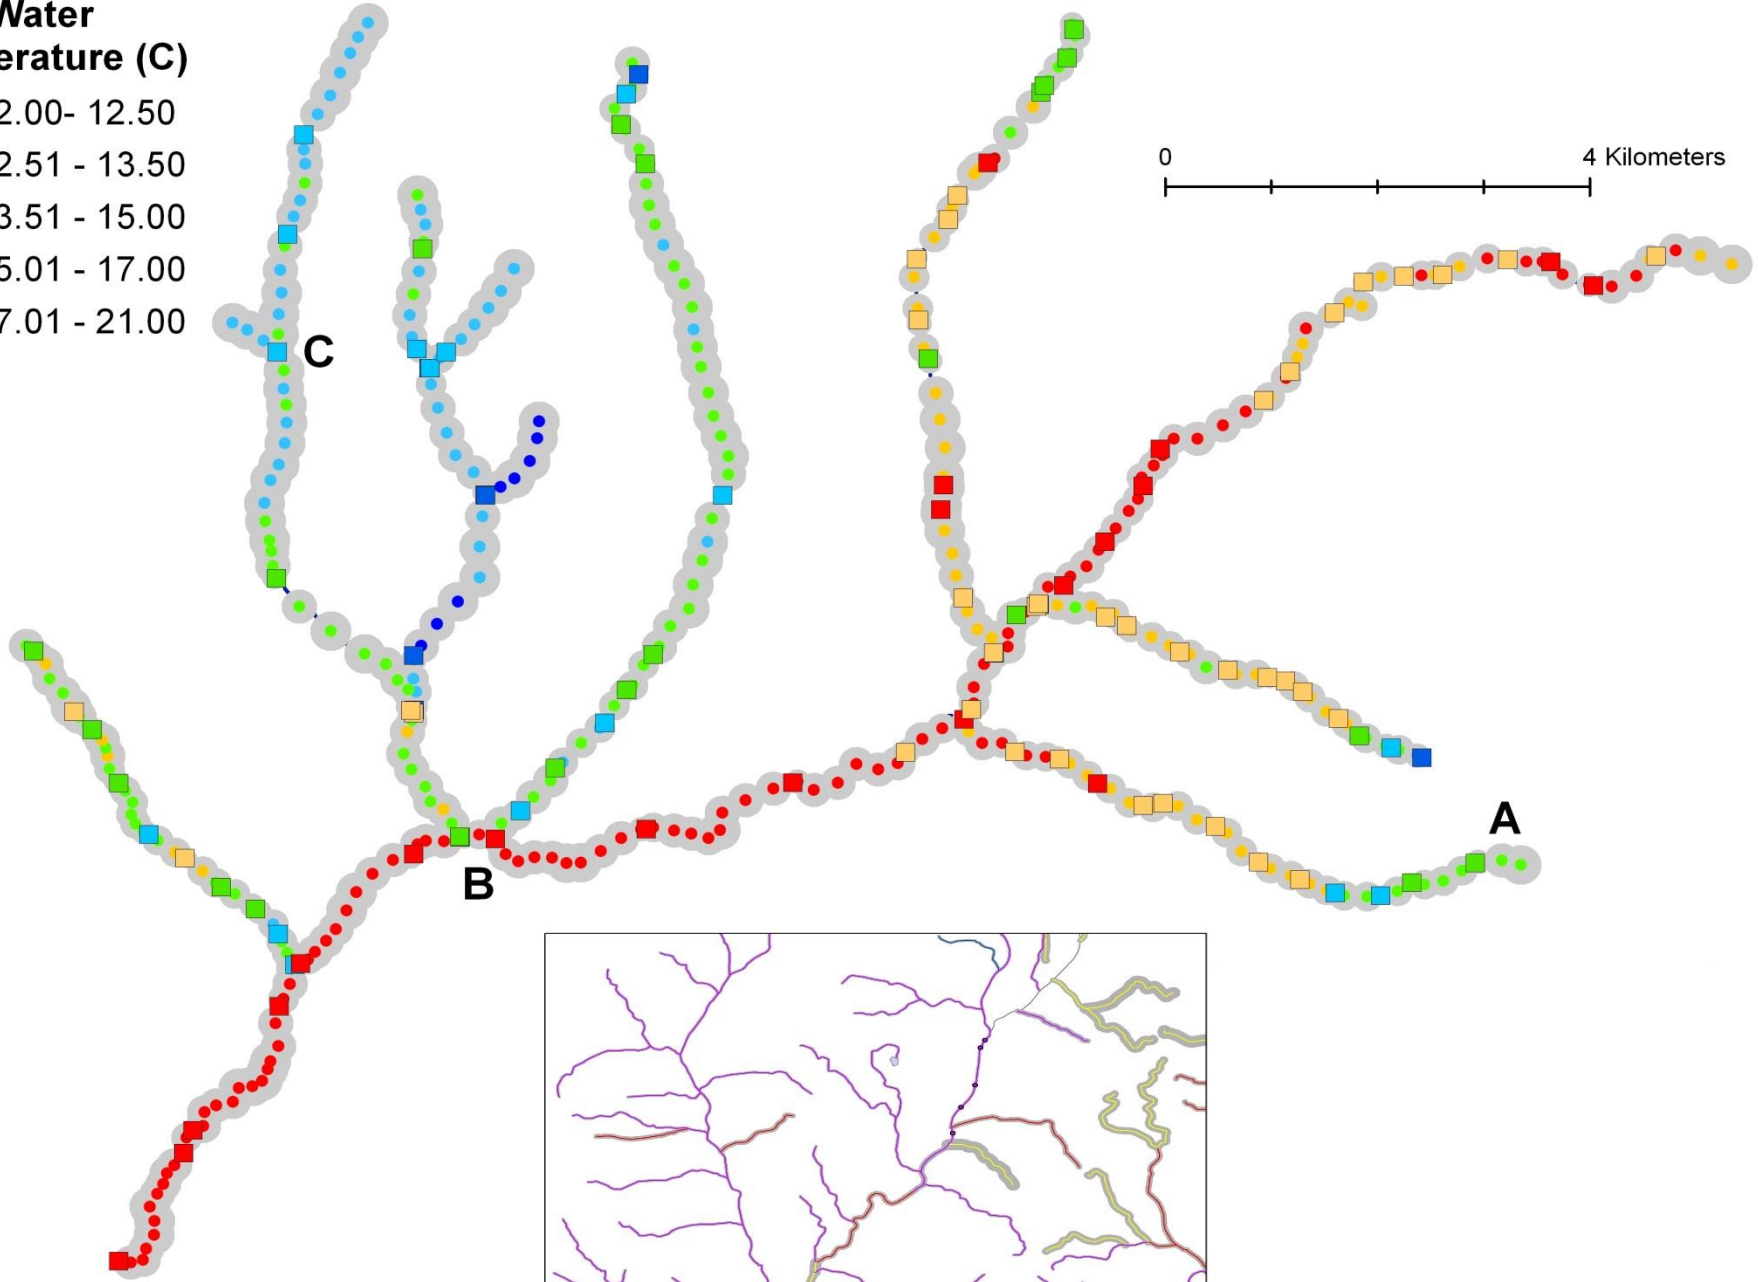 Water
erature (C)
2.00- 12.50
2.51 - 13.50
3.51 - 15.00
5.01 - 17.00
7.01 - 21.00
0 4 Kilometers
C
A
B